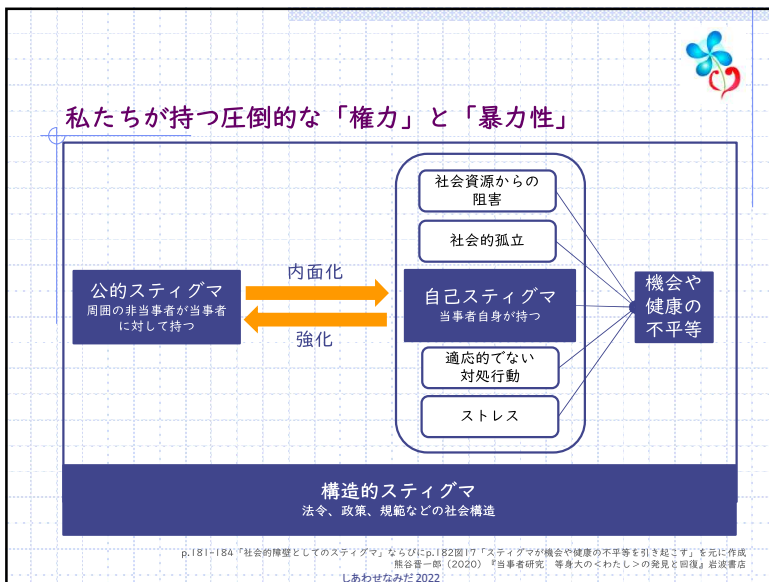 私たちが持つ圧倒的な「権力」と「暴力性」
社会資源からの
阻害
社会的孤立
内面化
公的スティグマ
周囲の非当事者が当事者
に対して持つ
強化
自己スティグマ
当事者自身が持つ
機会や
健康の
不平等
適応的でない
対処行動
ストレス
構造的スティグマ
法令、政策、規範などの社会構造
p.181-184「社会的障壁としてのスティグマ」ならびにp.182図17「スティグマが機会や健康の不平等を引き起こす」を元に作成
熊谷晋一郎(2020)『当事者研究 等身大の<わたし>の発見と回復』岩波書店
しあわせなみだ 2022